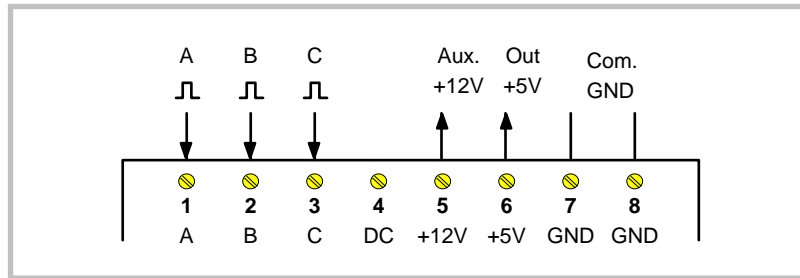 A B C Aux. Out Com.
+12V +5V GND
1 2 3 4 5 6 7 8
A B C DC +12V +5V GND GND